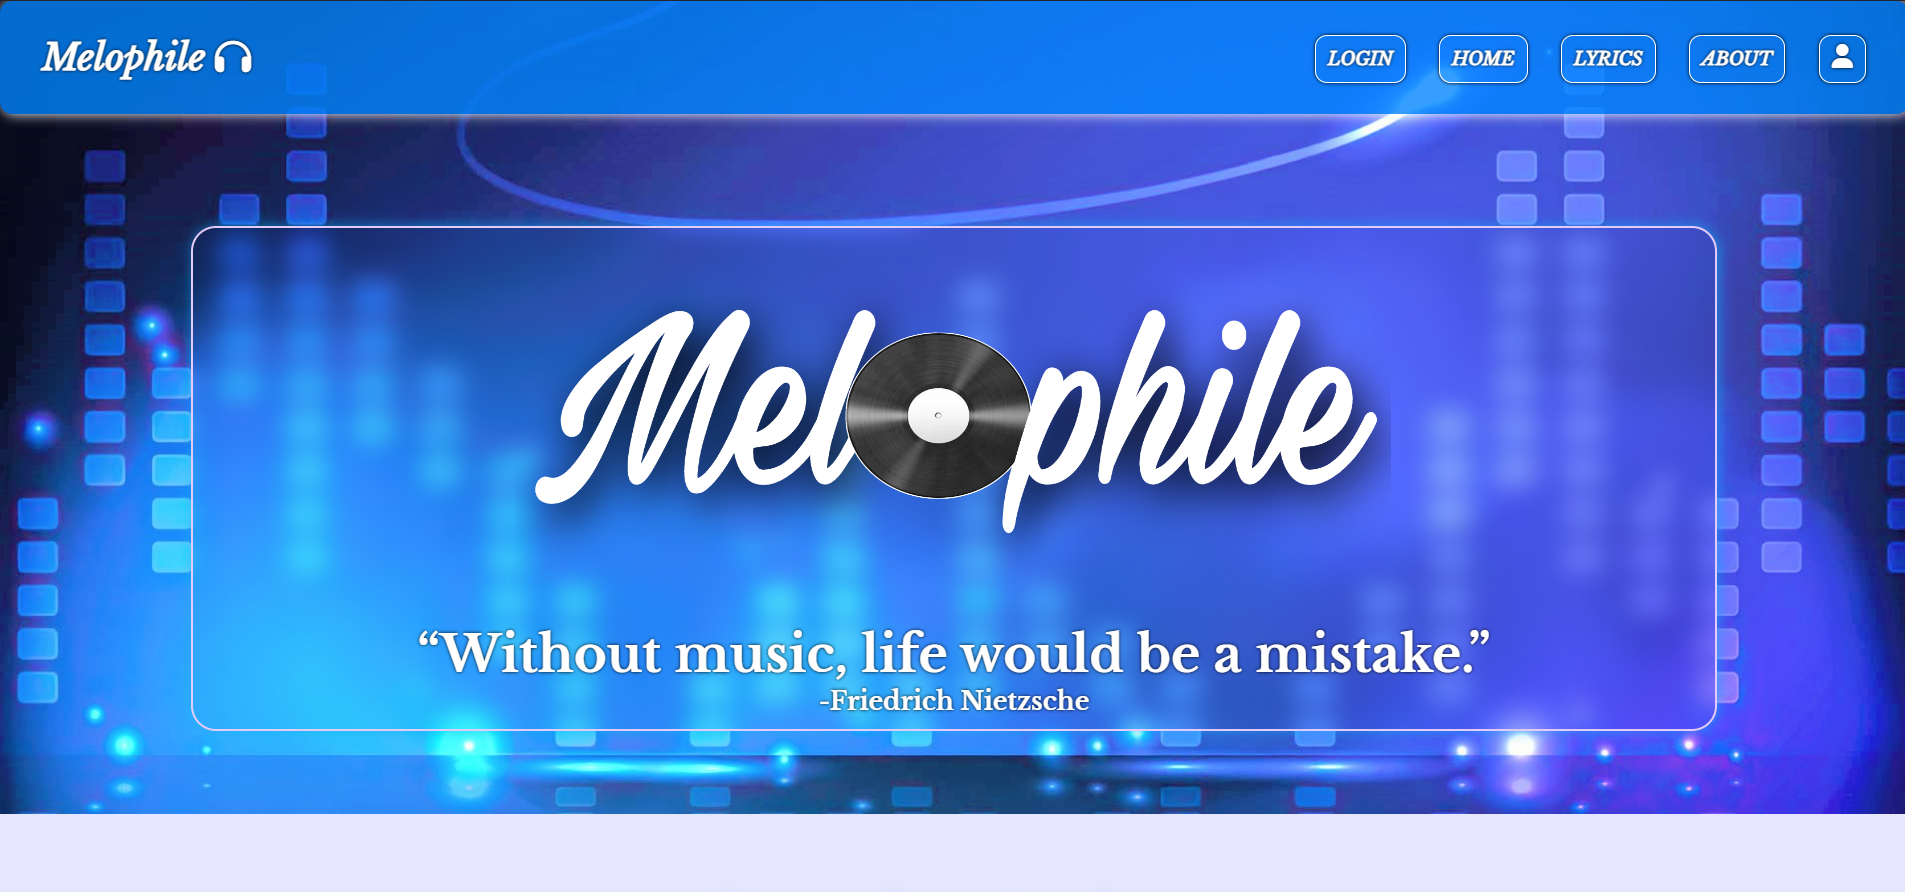 Melophile
LOGIN
HOME
LYRICS
ABOUT
Melophile
“Without music, life would be a mistake.”
-Friedrich Nietzsche